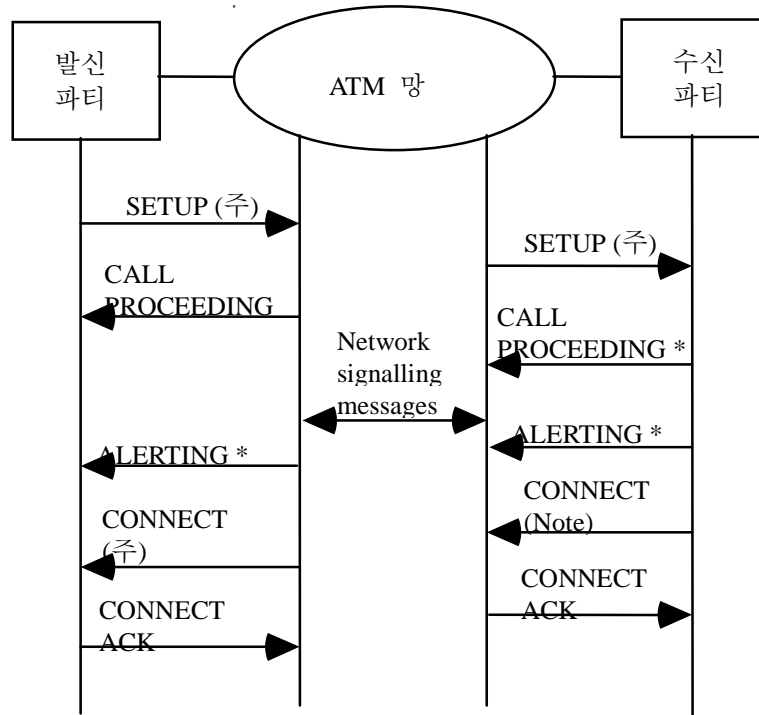 발신
파티
ATM 망
수신
파티
SETUP (주)
SETUP (주)
CALL
PROCEEDING
CALL
PROCEEDING *
Network
signalling
messages
ALERTING *
ALERTING *
CONNECT
(Note)
CONNECT
(주)
CONNECT
ACK
CONNECT
ACK